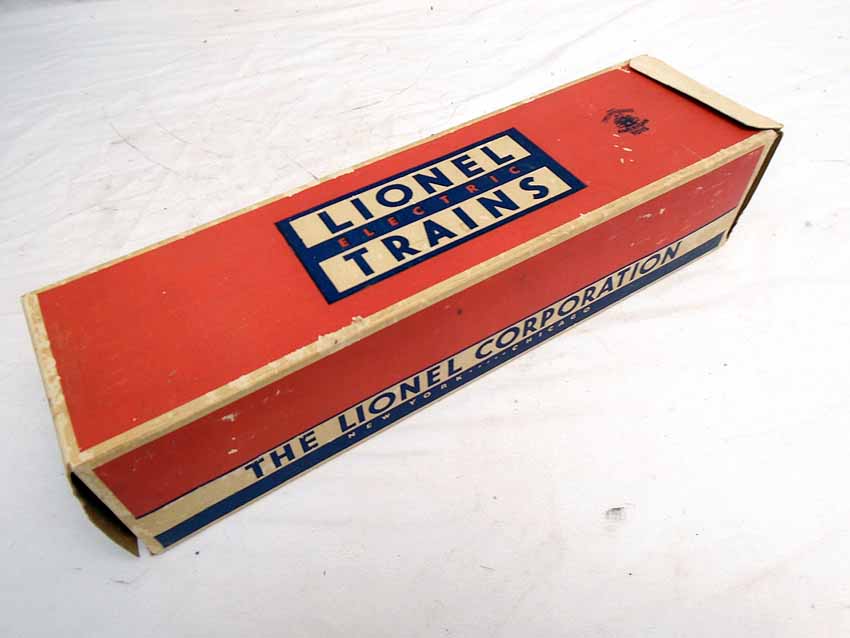 LIONEL
ELECTRIC
TRAINS
THE LIONEL CORPORATION
NEW YORK·····CHICAGO